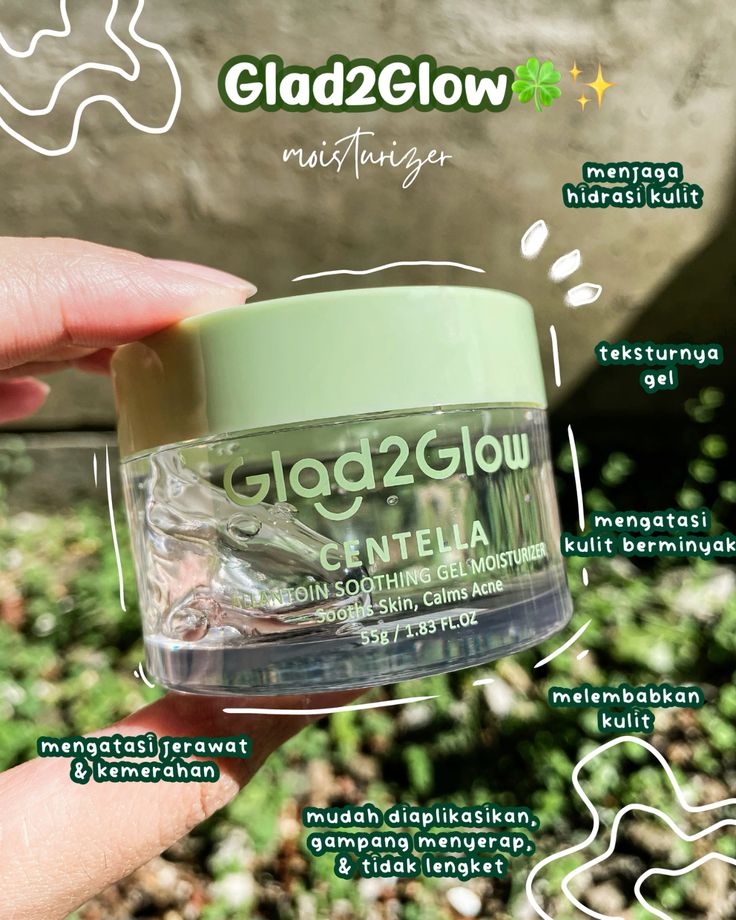 Glad2Glow🍀✨
moisturizer
menjaga
hidrasi kulit
teksturnya
gel
Glad2Glow
CENTELLA
ALLANTOIN SOOTHING GEL MOISTURIZER
Sooths Skin, Calms Acne
55g / 1.83 FL.OZ
mengatasi
kulit berminyak
melembabkan
kulit
mengatasi jerawat
& kemerahan
mudah diaplikasikan,
gampang menyerap,
& tidak lengket